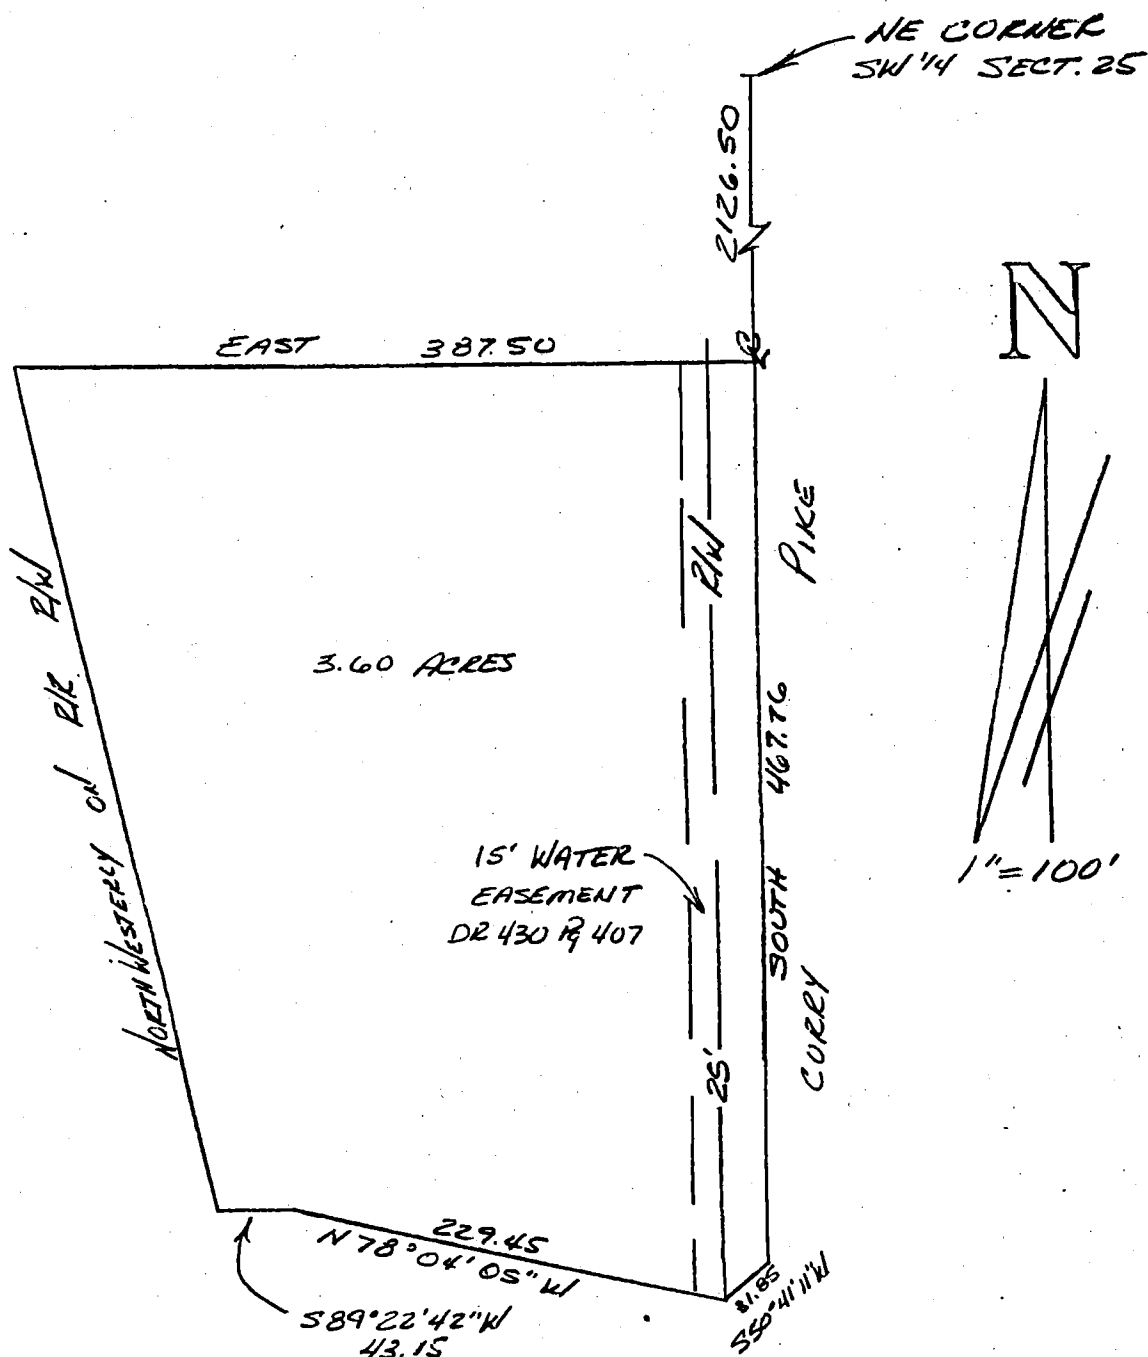 NE CORNER
SW 1/4 SECT. 25
2126.50
N
EAST 387.50
℄
PIKE
R/W
NORTHWESTERLY ON R/R R/W
3.60 ACRES
SOUTH 467.76
1"=100'
15' WATER
EASEMENT
DR 430 Pg 407
CURRY
25'
229.45
N 78°04'05" W
31.85
S50°41'11"W
S89°22'42"W
43.15